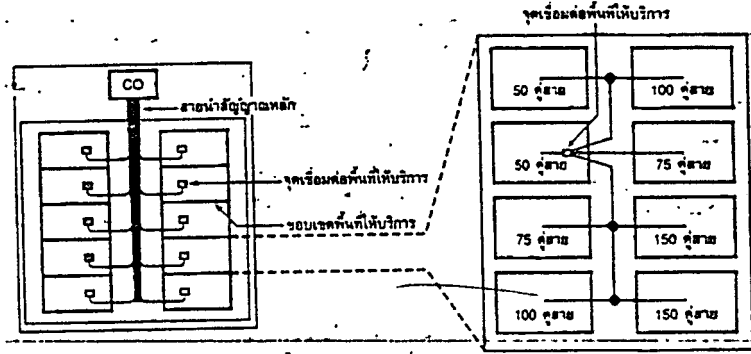 จุดเชื่อมต่อพื้นที่ให้บริการ
CO
สายนำสัญญาณหลัก
จุดเชื่อมต่อพื้นที่ให้บริการ
ขอบเขตพื้นที่ให้บริการ
50 คู่สาย
100 คู่สาย
50 คู่สาย
75 คู่สาย
75 คู่สาย
150 คู่สาย
100 คู่สาย
150 คู่สาย